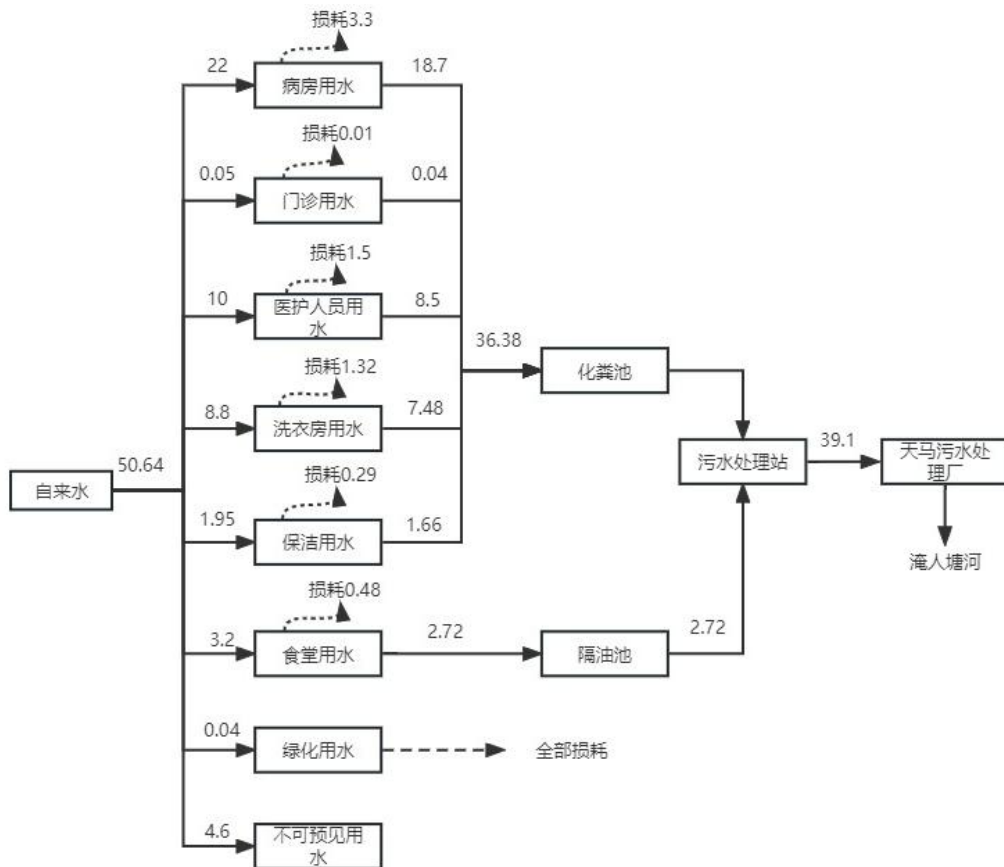 损耗3.3
22
病房用水
18.7
损耗0.01
0.05
门诊用水
0.04
损耗1.5
10
医护人员用
水
8.5
36.38
化粪池
损耗1.32
8.8
洗衣房用水
7.48
污水处理站
39.1
天马污水处
理厂
50.64
自来水
损耗0.29
1.95
保洁用水
1.66
淹人塘河
损耗0.48
3.2
食堂用水
2.72
隔油池
2.72
0.04
绿化用水
全部损耗
4.6
不可预见用
水